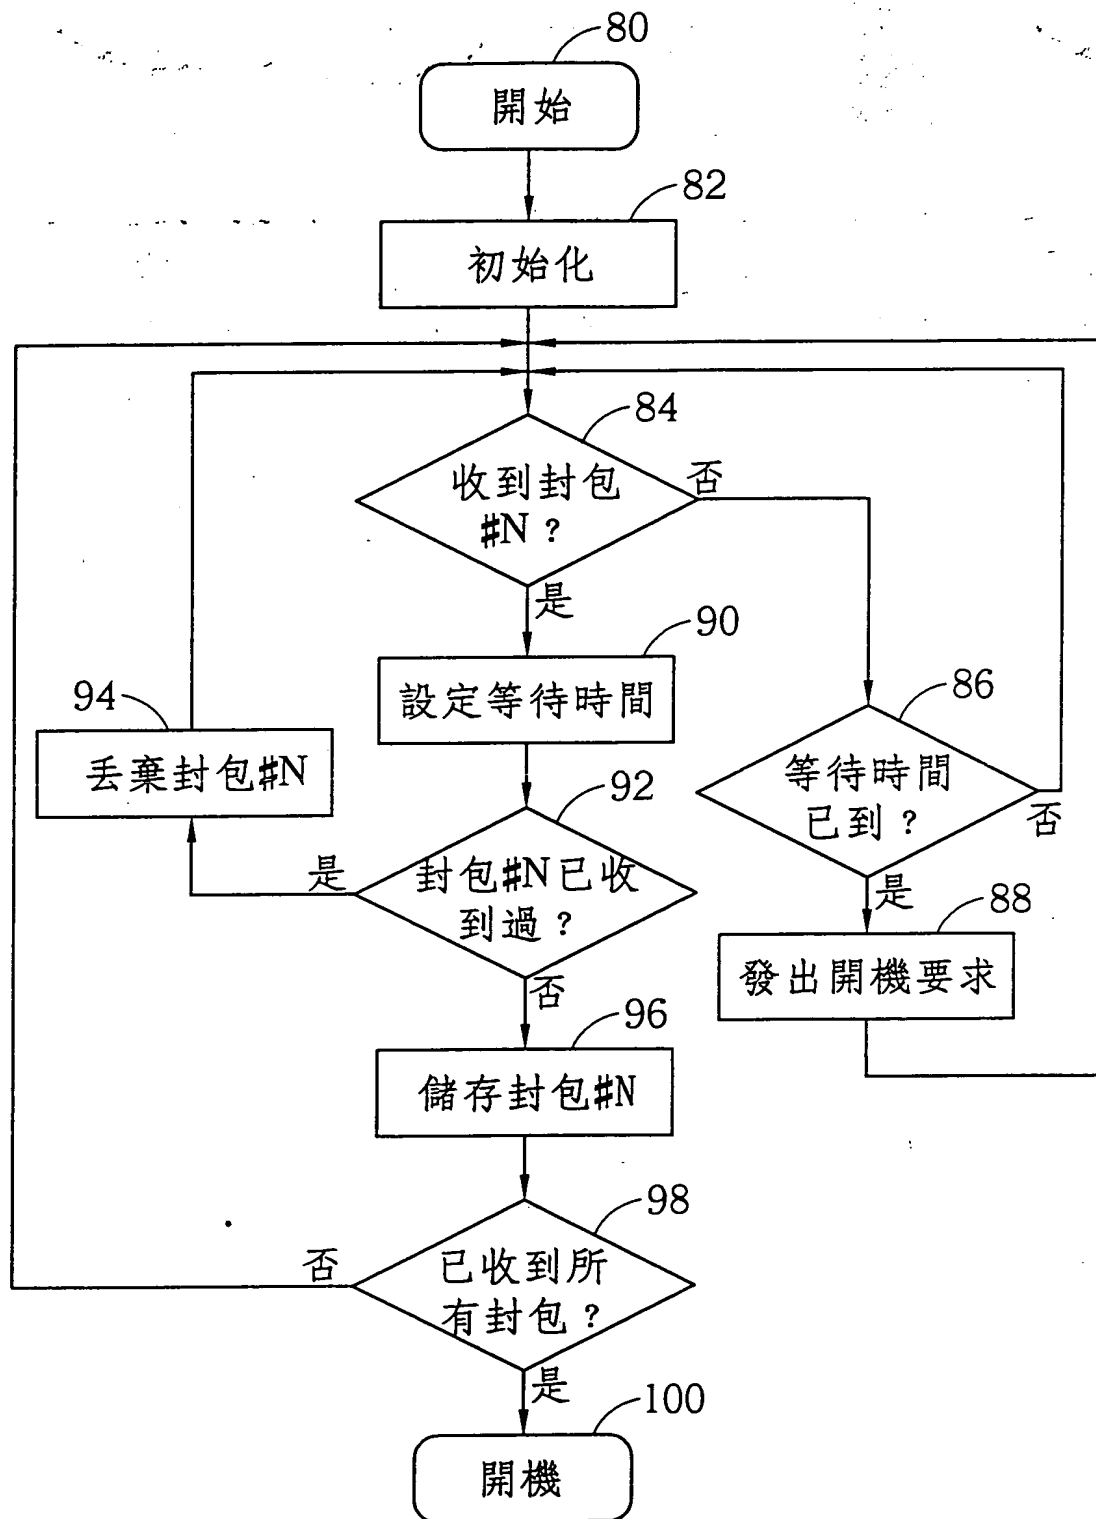 80
開始
82
初始化
84
收到封包
#N?
否
是
90
設定等待時間
94
丟棄封包#N
86
等待時間
已到?
否
92
封包#N已收
到過?
是
是
88
發出開機要求
否
96
儲存封包#N
98
已收到所
有封包?
否
是
100
開機